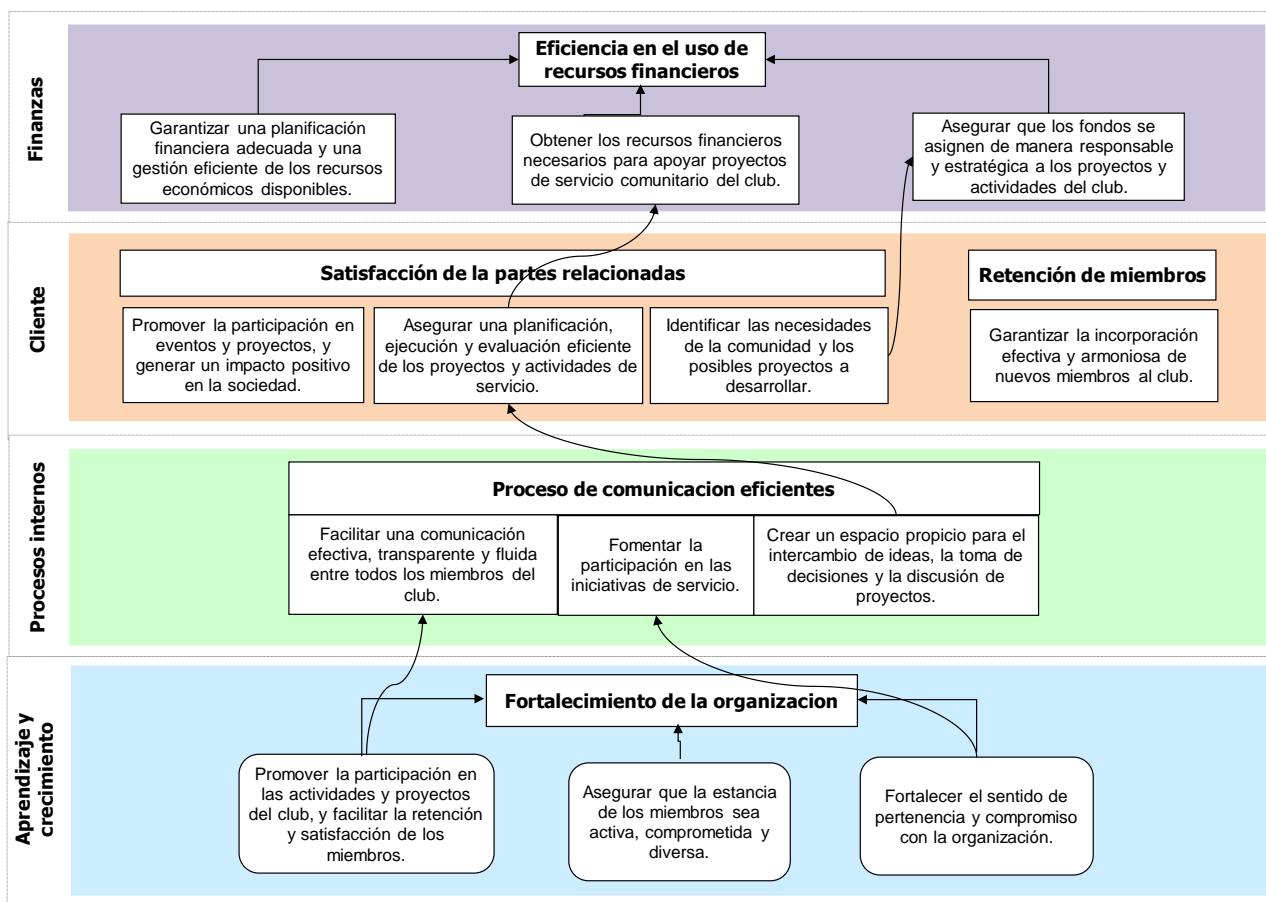 Finanzas
Eficiencia en el uso de
recursos financieros
Garantizar una planificación
financiera adecuada y una
gestión eficiente de los recursos
económicos disponibles.
Obtener los recursos financieros
necesarios para apoyar proyectos
de servicio comunitario del club.
Asegurar que los fondos se
asignen de manera responsable
y estratégica a los proyectos y
actividades del club.
Cliente
Satisfacción de la partes relacionadas
Retención de miembros
Promover la participación en
eventos y proyectos, y
generar un impacto positivo
en la sociedad.
Asegurar una planificación,
ejecución y evaluación eficiente
de los proyectos y actividades de
servicio.
Identificar las necesidades
de la comunidad y los
posibles proyectos a
desarrollar.
Garantizar la incorporación
efectiva y armoniosa de
nuevos miembros al club.
Procesos internos
Proceso de comunicacion eficientes
Facilitar una comunicación
efectiva, transparente y fluida
entre todos los miembros del
club.
Fomentar la
participación en las
iniciativas de servicio.
Crear un espacio propicio para el
intercambio de ideas, la toma de
decisiones y la discusión de
proyectos.
Aprendizaje y
crecimiento
Fortalecimiento de la organizacion
Promover la participación en
las actividades y proyectos
del club, y facilitar la retención
y satisfacción de los
miembros.
Asegurar que la estancia
de los miembros sea
activa, comprometida y
diversa.
Fortalecer el sentido de
pertenencia y compromiso
con la organización.